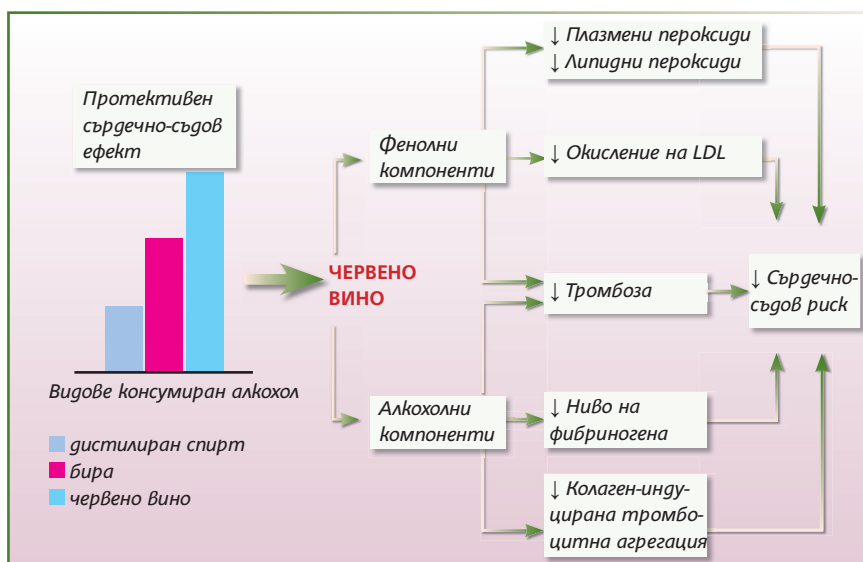 Протективен
сърдечно-съдов
ефект
Видове консумиран алкохол
дистилиран спирт
бира
червено вино
ЧЕРВЕНО
ВИНО
Фенолни
компоненти
Алкохолни
компоненти
↓ Плазмени пероксиди
↓ Липидни пероксиди
↓ Окисление на LDL
↓ Тромбоза
↓ Ниво на
фибриногена
↓ Колаген-инду-
цирана тромбо-
цитна агрегация
↓ Сърдечно-
съдов риск